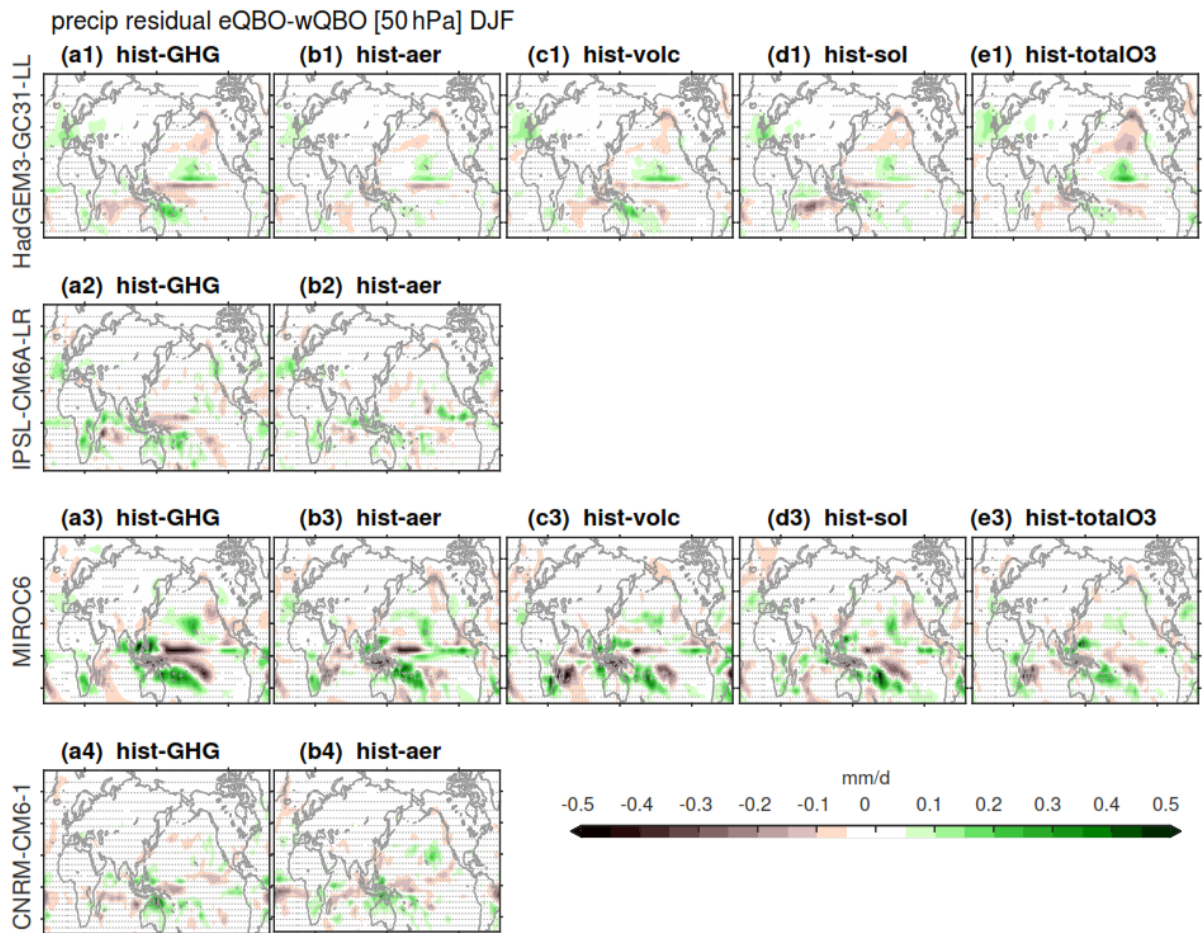 precip residual eQBO-wQBO [50 hPa] DJF
(a1) hist-GHG (b1) hist-aer (c1) hist-volc (d1) hist-sol (e1) hist-totalO3
HadGEM3-GC31-LL
(a2) hist-GHG (b2) hist-aer
IPSL-CM6A-LR
(a3) hist-GHG (b3) hist-aer (c3) hist-volc (d3) hist-sol (e3) hist-totalO3
MIROC6
(a4) hist-GHG (b4) hist-aer
CNRM-CM6-1
mm/d
-0.5 -0.4 -0.3 -0.2 -0.1 0 0.1 0.2 0.3 0.4 0.5